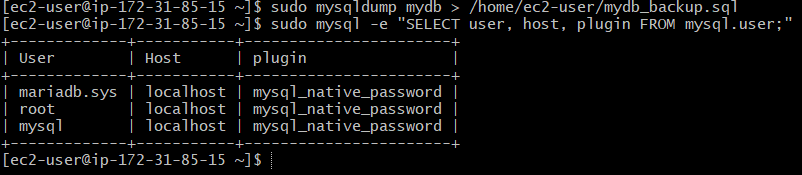 [ec2-user@ip-172-31-85-15 ~]$ sudo mysqldump mydb > /home/ec2-user/mydb_backup.sql
[ec2-user@ip-172-31-85-15 ~]$ sudo mysql -e "SELECT user, host, plugin FROM mysql.user;"
+-------------+-----------+-----------------------+
| User        | Host      | plugin                |
+-------------+-----------+-----------------------+
| mariadb.sys | localhost | mysql_native_password |
| root        | localhost | mysql_native_password |
| mysql       | localhost | mysql_native_password |
+-------------+-----------+-----------------------+
[ec2-user@ip-172-31-85-15 ~]$